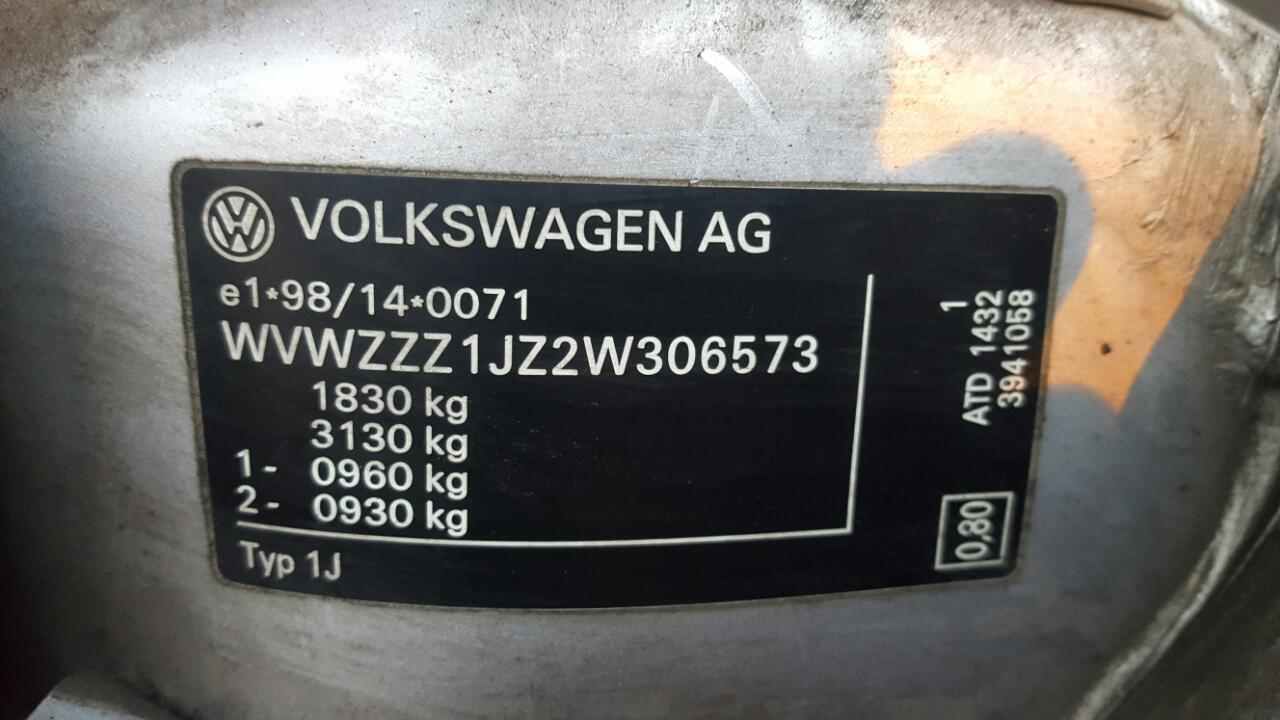 VOLKSWAGEN AG
e1*98/14*0071
WVWZZZ1JZ2W306573
1830 kg
3130 kg
1- 0960 kg
2- 0930 kg
Typ 1J
1
ATD 1432
3941058
0,80